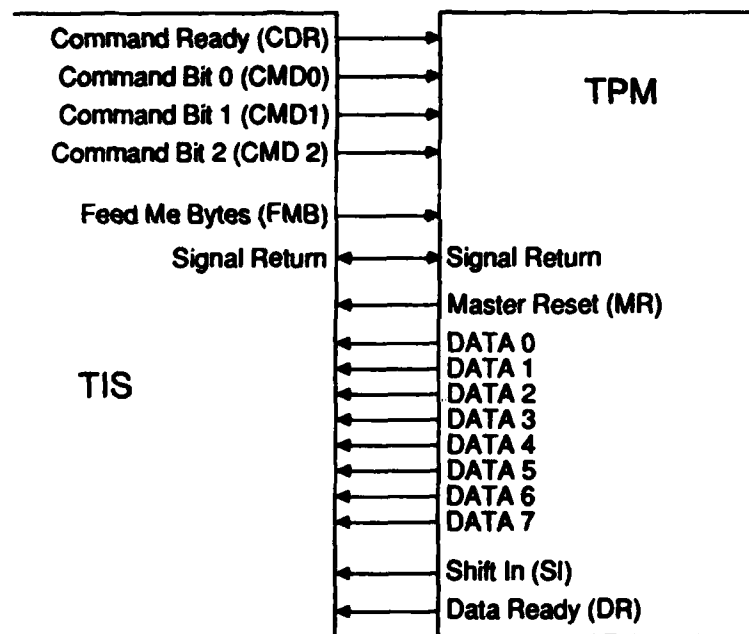 Command Ready (CDR)
Command Bit 0 (CMD0)
TPM
Command Bit 1 (CMD1)
Command Bit 2 (CMD 2)
Feed Me Bytes (FMB)
Signal Return
Signal Return
Master Reset (MR)
DATA 0
DATA 1
TIS
DATA 2
DATA 3
DATA 4
DATA 5
DATA 6
DATA 7
Shift In (SI)
Data Ready (DR)